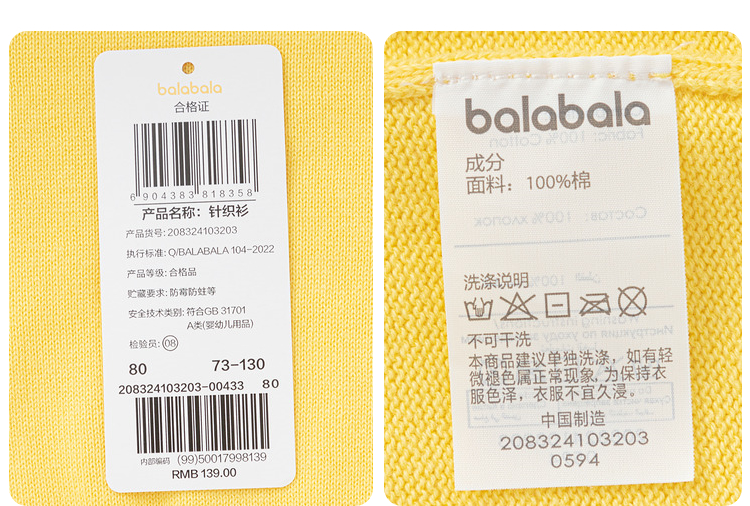 balabala
合格证
6 904383 818358
产品名称：针织衫
产品货号: 208324103203
执行标准: Q/BALABALA 104-2022
产品等级: 合格品
贮藏要求: 防霉防蛀等
安全技术类别: 符合GB 31701
A类(婴幼儿用品)
检验员: 08
80 73-130
208324103203-00433 80
内部编码 (99)50017998139
RMB 139.00
balabala
Fabric: 100% Cotton
成分
面料：100%棉
Состав: 100% хлопок
洗涤说明
不可干洗
本商品建议单独洗涤，如有轻
微褪色属正常现象, 为保持衣
服色泽，衣服不宜久浸。
中国制造
208324103203
0594